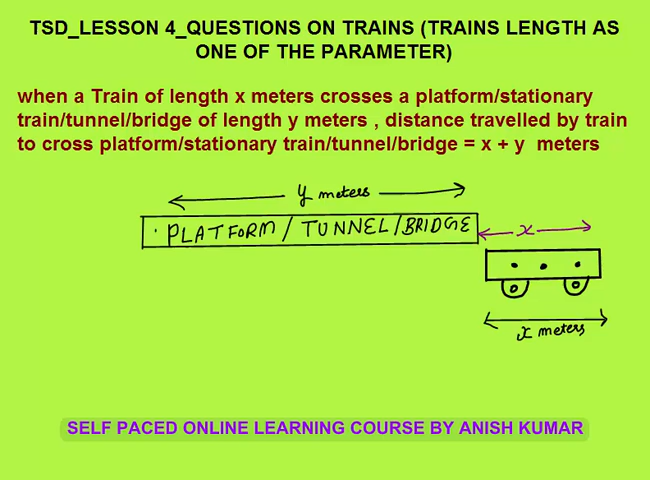 TSD_LESSON 4_QUESTIONS ON TRAINS (TRAINS LENGTH AS
ONE OF THE PARAMETER)
when a Train of length x meters crosses a platform/stationary
train/tunnel/bridge of length y meters , distance travelled by train
to cross platform/stationary train/tunnel/bridge = x + y  meters
y meters
PLATFORM / TUNNEL/BRIDGE
x
x meters
SELF PACED ONLINE LEARNING COURSE BY ANISH KUMAR